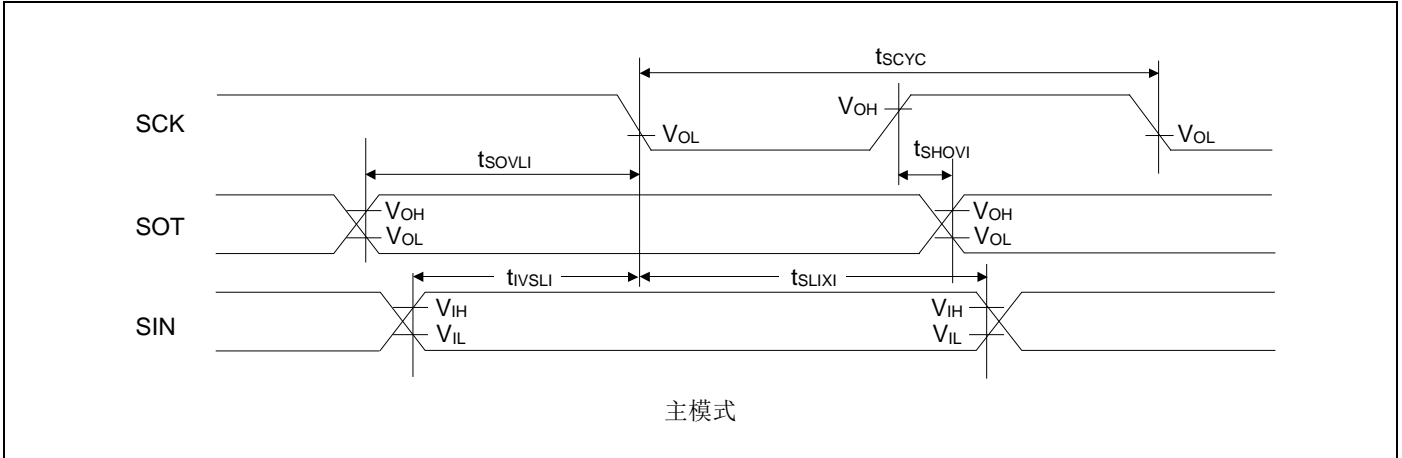 tSCYC
SCK
VOH
VOL
VOL
tSOVLI
tSHOVI
SOT
VOH
VOL
VOH
VOL
tIVSLI
tSLIXI
SIN
VIH
VIL
VIH
VIL
主模式